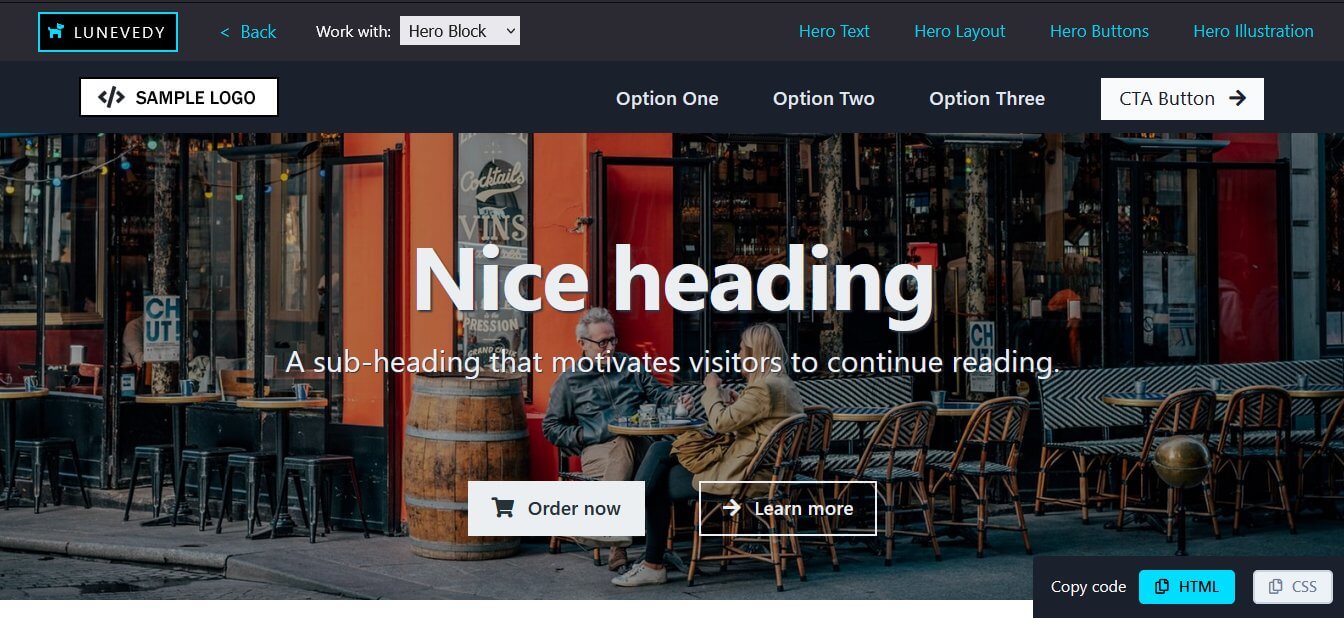 LUNEVEDY < Back Work with: Hero Block Hero Text Hero Layout Hero Buttons Hero Illustration
</> SAMPLE LOGO Option One Option Two Option Three CTA Button
Cocktails
VINS
Nice heading
CH
UT!
PRESSION
CH
A sub-heading that motivates visitors to continue reading.
Order now Learn more
Copy code HTML CSS